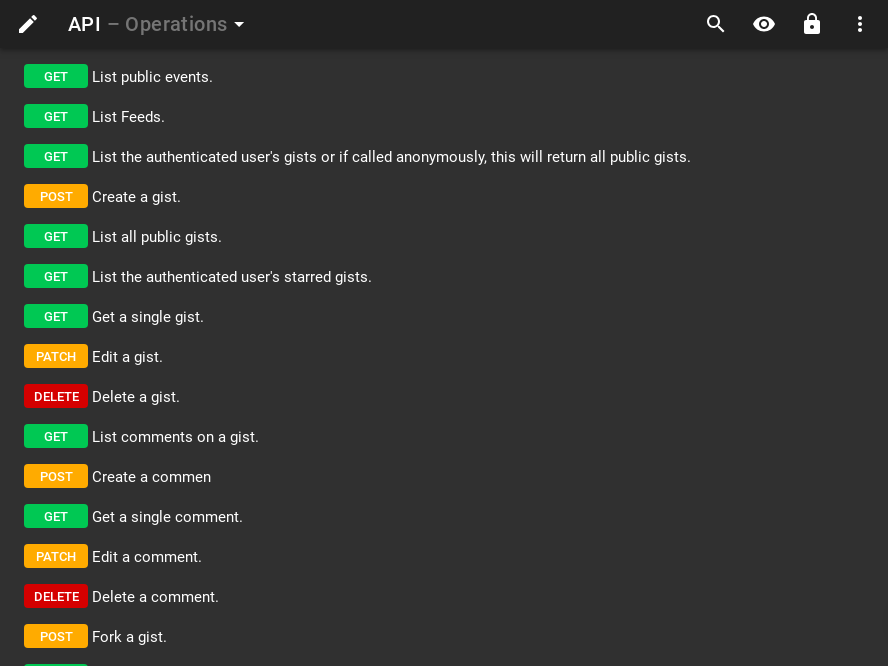 API – Operations
GET List public events.
GET List Feeds.
GET List the authenticated user's gists or if called anonymously, this will return all public gists.
POST Create a gist.
GET List all public gists.
GET List the authenticated user's starred gists.
GET Get a single gist.
PATCH Edit a gist.
DELETE Delete a gist.
GET List comments on a gist.
POST Create a commen
GET Get a single comment.
PATCH Edit a comment.
DELETE Delete a comment.
POST Fork a gist.